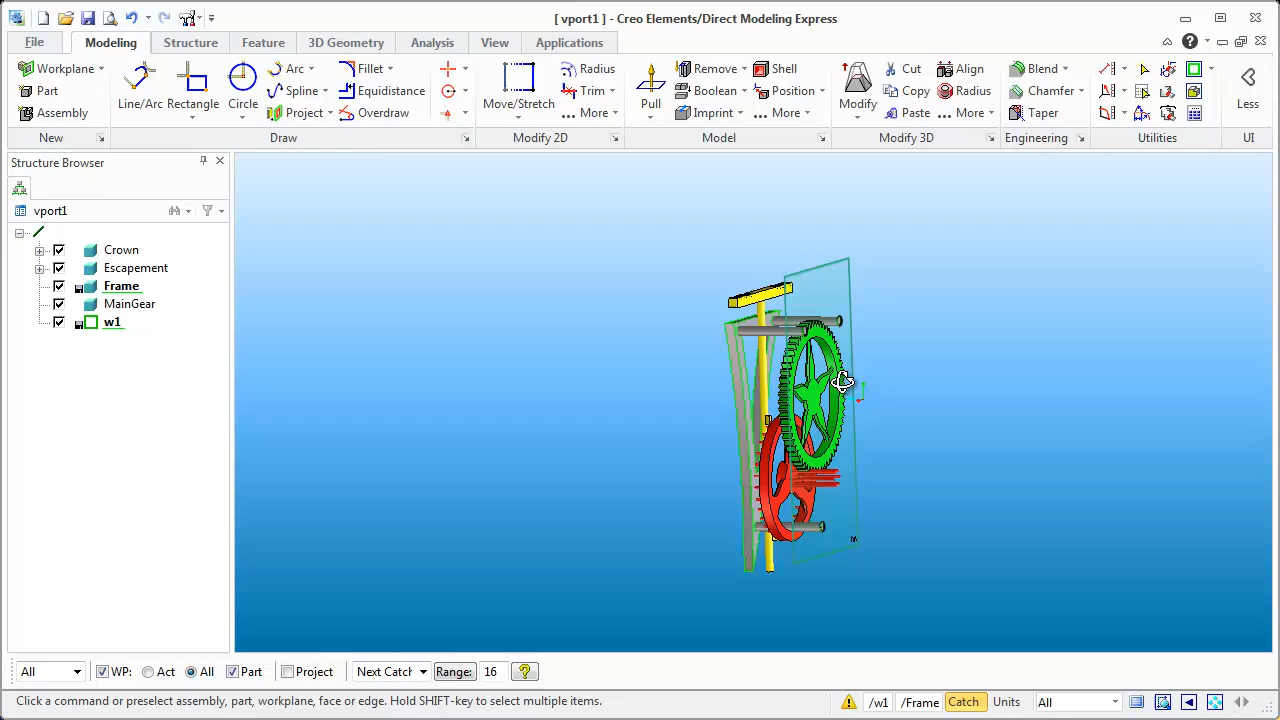 [ vport1 ] - Creo Elements/Direct Modeling Express
File Modeling Structure Feature 3D Geometry Analysis View Applications
Workplane
Part
Assembly
New
Line/Arc
Rectangle
Circle
Arc
Spline
Project
Fillet
Equidistance
Overdraw
Draw
Move/Stretch
Radius
Trim
... More
Modify 2D
Pull
Remove
Boolean
Imprint
Shell
Position
... More
Model
Modify
Cut
Copy
Paste
Align
Radius
... More
Modify 3D
Blend
Chamfer
Taper
Engineering
Utilities
Less
UI
Structure Browser
vport1
Crown
Escapement
Frame
MainGear
w1
All WP: Act All Part Project Next Catch Range: 16
Click a command or preselect assembly, part, workplane, face or edge. Hold SHIFT-key to select multiple items.
/w1 /Frame Catch Units All